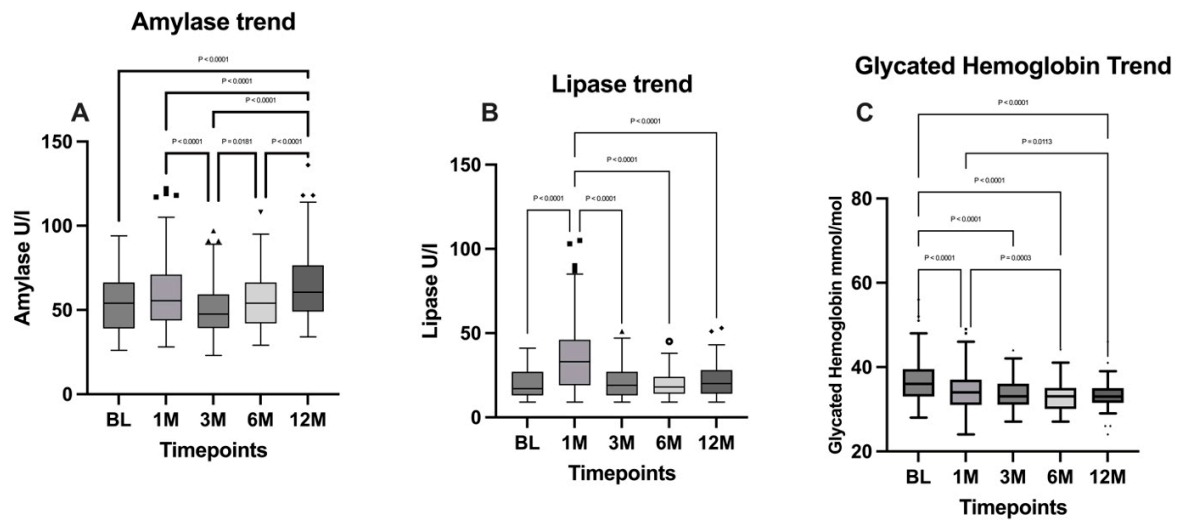 Amylase trend
P < 0.0001
P < 0.0001
P < 0.0001
P < 0.0001
P = 0.0181
P < 0.0001
A
150
100
50
0
Amylase U/l
BL 1M 3M 6M 12M
Timepoints
Lipase trend
B
P < 0.0001
P < 0.0001
P < 0.0001
P < 0.0001
150
100
50
0
Lipase U/l
BL 1M 3M 6M 12M
Timepoints
Glycated Hemoglobin Trend
C
P < 0.0001
P = 0.0113
P < 0.0001
P < 0.0001
P < 0.0001
P = 0.0003
80
60
40
20
Glycated Hemoglobin mmol/mol
BL 1M 3M 6M 12M
Timepoints